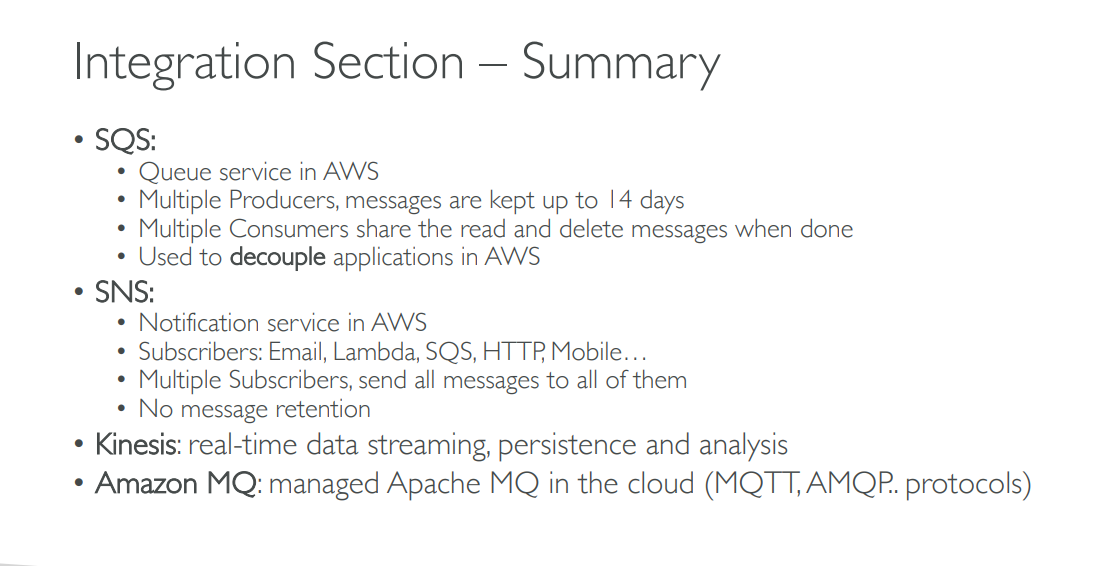 Integration Section – Summary
• SQS:
• Queue service in AWS
• Multiple Producers, messages are kept up to 14 days
• Multiple Consumers share the read and delete messages when done
• Used to decouple applications in AWS
• SNS:
• Notification service in AWS
• Subscribers: Email, Lambda, SQS, HTTP, Mobile…
• Multiple Subscribers, send all messages to all of them
• No message retention
• Kinesis: real-time data streaming, persistence and analysis
• Amazon MQ: managed Apache MQ in the cloud (MQTT, AMQP.. protocols)